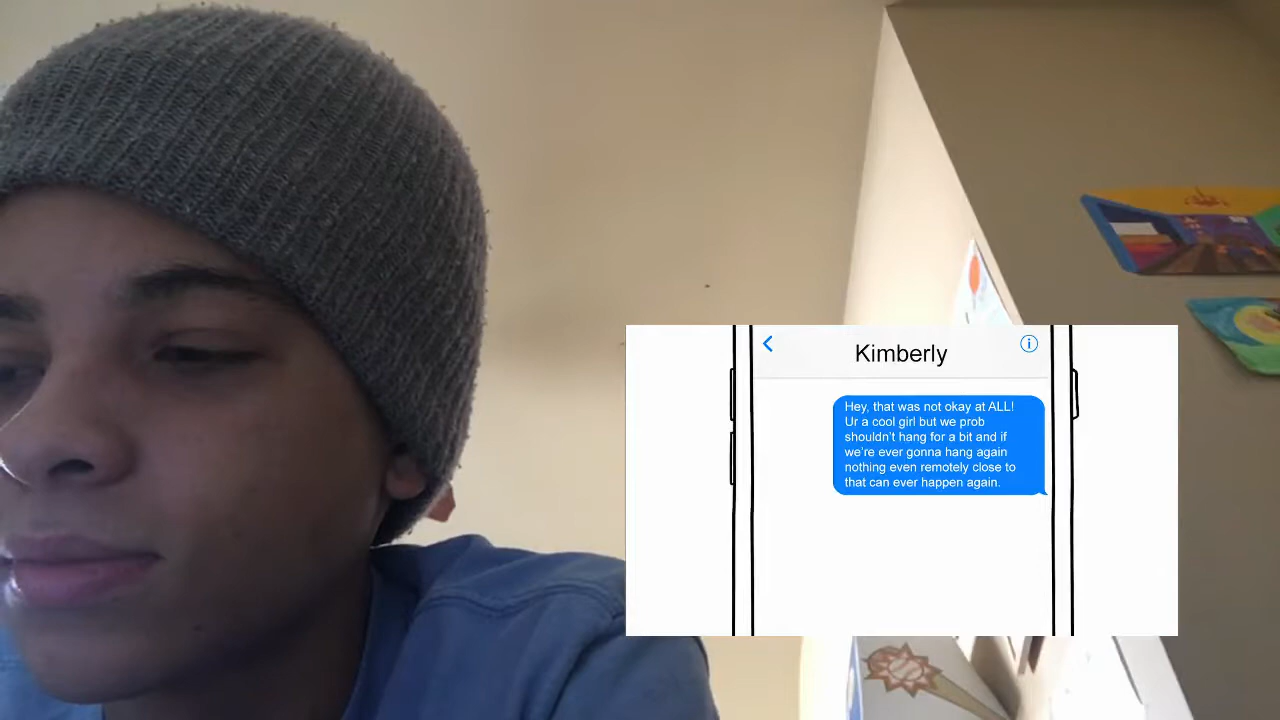 Kimberly
Hey, that was not okay at ALL!
Ur a cool girl but we prob
shouldn't hang for a bit and if
we're ever gonna hang again
nothing even remotely close to
that can ever happen again.